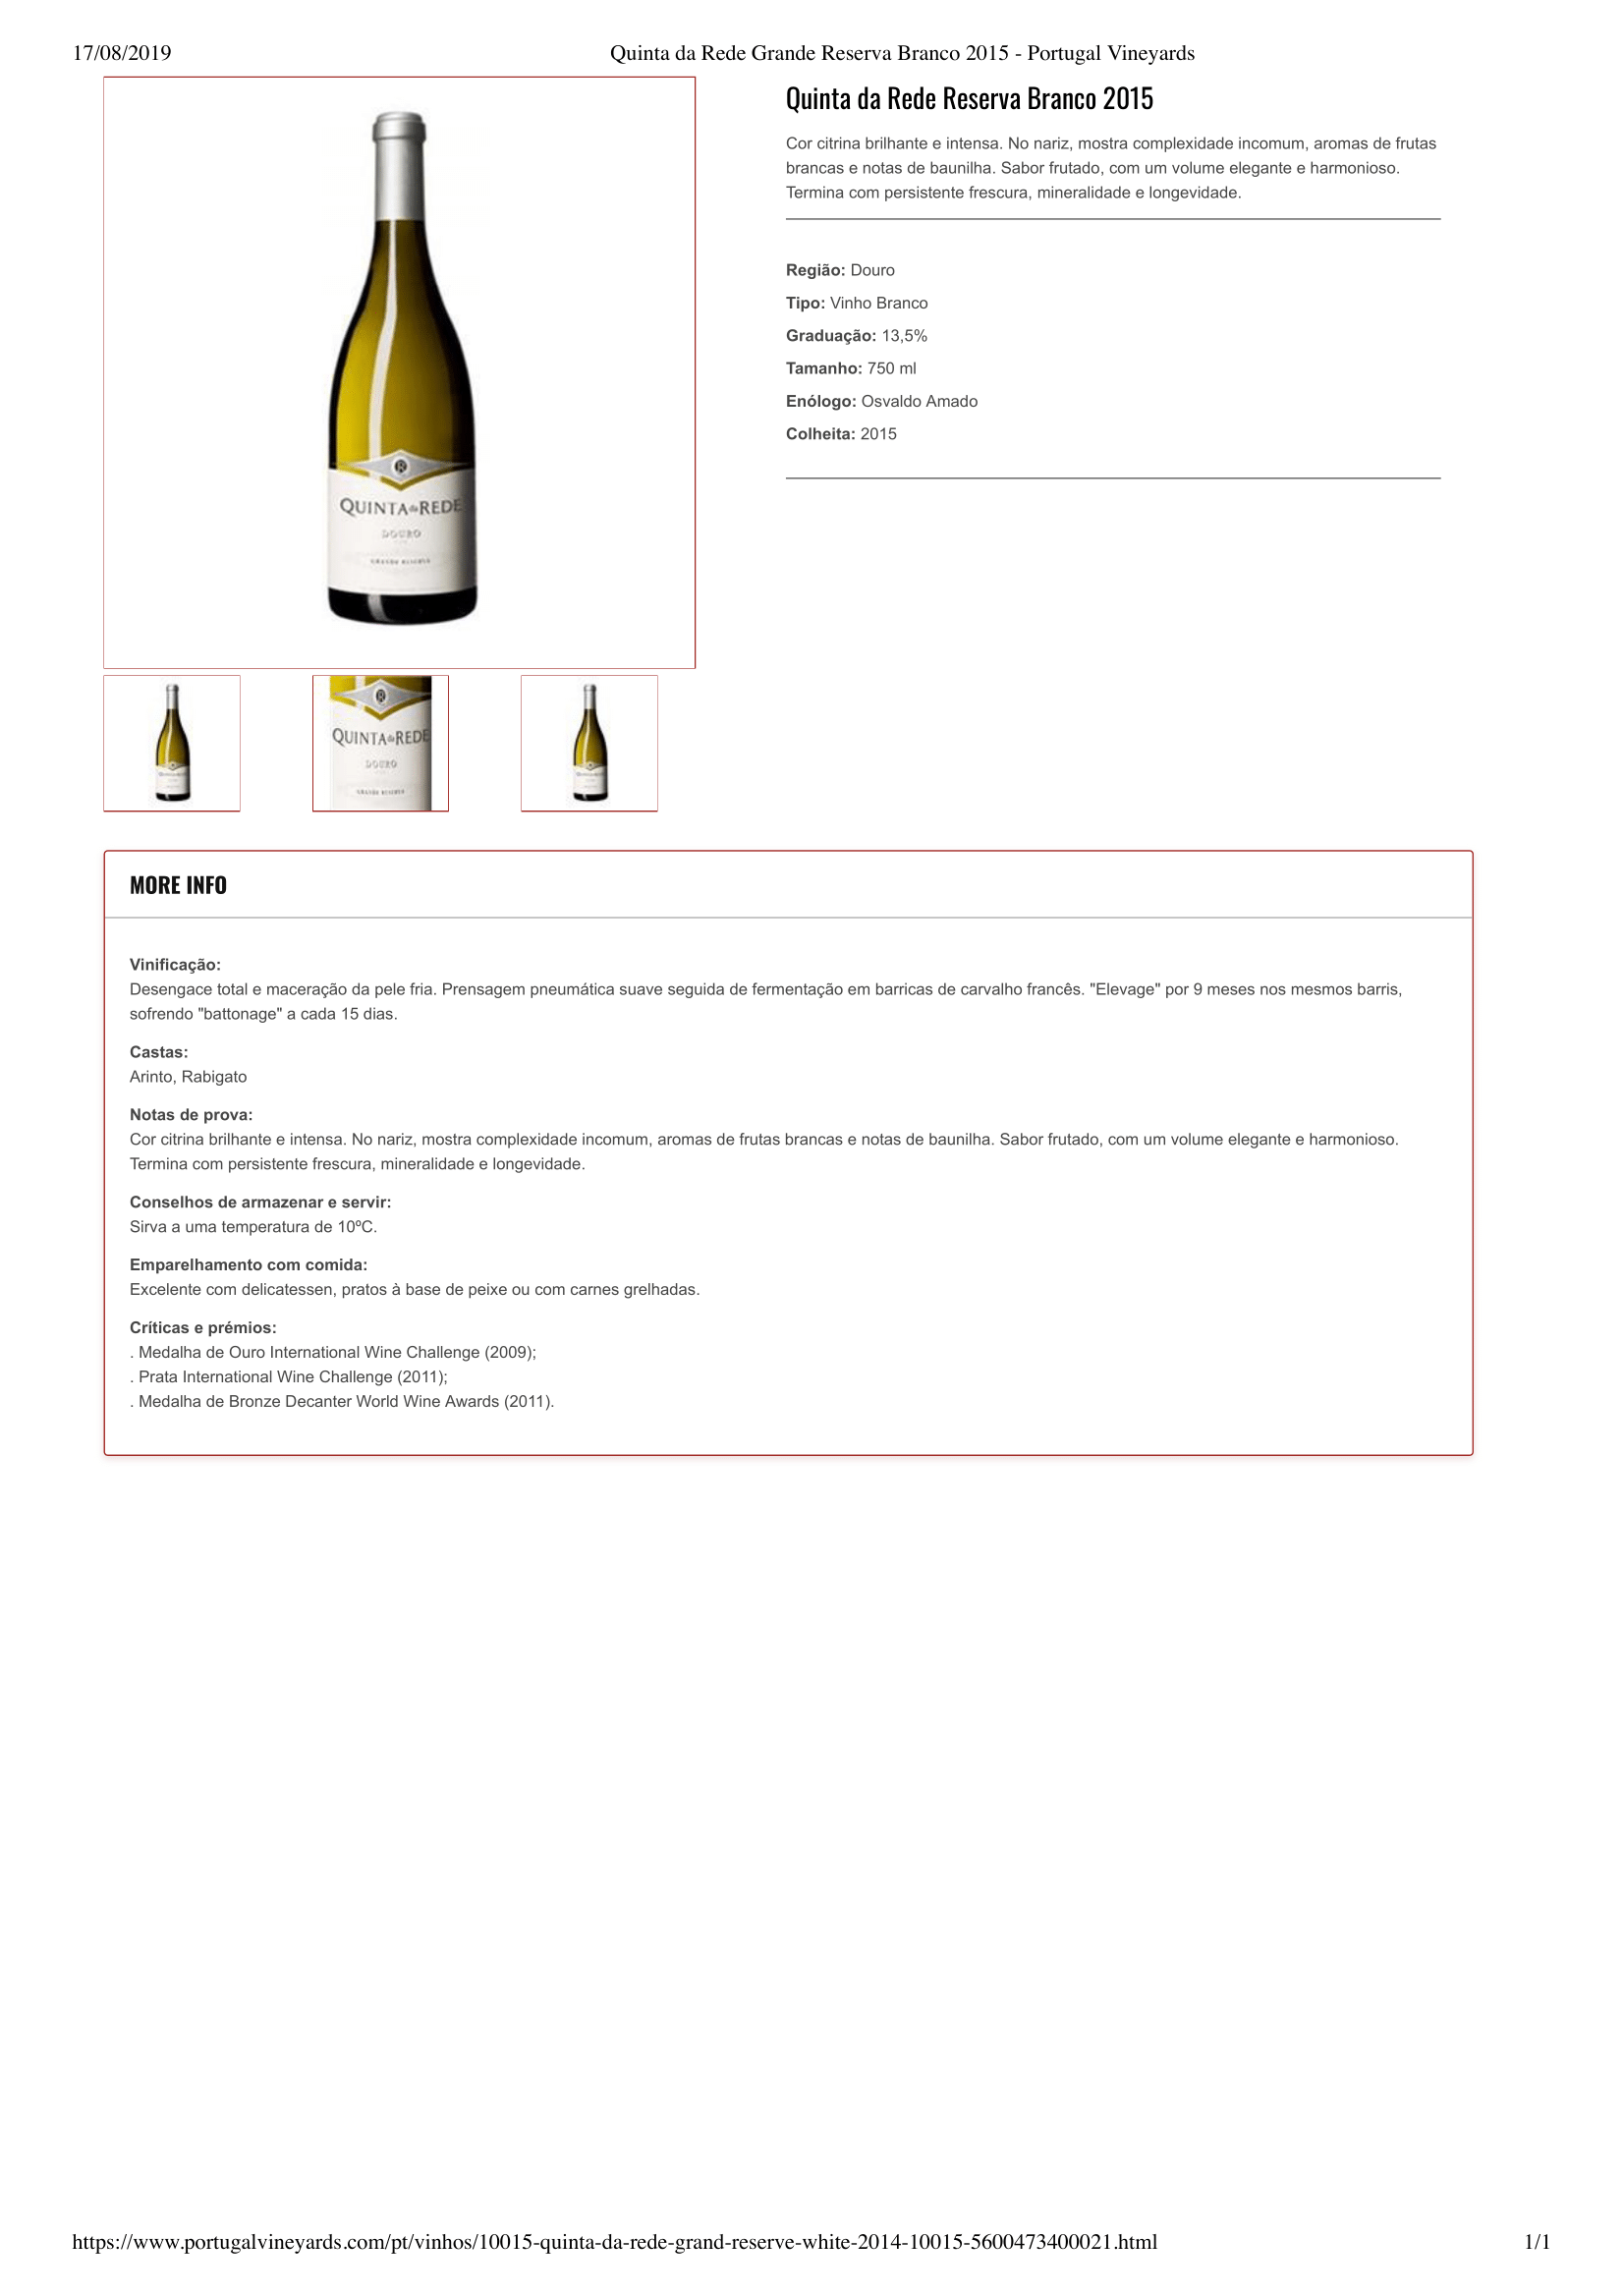 17/08/2019
Quinta da Rede Grande Reserva Branco 2015 - Portugal Vineyards
Quinta da Rede Reserva Branco 2015
Cor citrina brilhante e intensa. No nariz, mostra complexidade incomum, aromas de frutas
brancas e notas de baunilha. Sabor frutado, com um volume elegante e harmonioso.
Termina com persistente frescura, mineralidade e longevidade.
Região: Douro
Tipo: Vinho Branco
Graduação: 13,5%
Tamanho: 750 ml
Enólogo: Osvaldo Amado
Colheita: 2015
R
QUINTA da REDE
DOURO
GRANDE RESERVA
R
QUINTA da REDE
DOURO
GRANDE RESERVA
MORE INFO
Vinificação:
Desengace total e maceração da pele fria. Prensagem pneumática suave seguida de fermentação em barricas de carvalho francês. "Elevage" por 9 meses nos mesmos barris,
sofrendo "battonage" a cada 15 dias.
Castas:
Arinto, Rabigato
Notas de prova:
Cor citrina brilhante e intensa. No nariz, mostra complexidade incomum, aromas de frutas brancas e notas de baunilha. Sabor frutado, com um volume elegante e harmonioso.
Termina com persistente frescura, mineralidade e longevidade.
Conselhos de armazenar e servir:
Sirva a uma temperatura de 10ºC.
Emparelhamento com comida:
Excelente com delicatessen, pratos à base de peixe ou com carnes grelhadas.
Críticas e prémios:
. Medalha de Ouro International Wine Challenge (2009);
. Prata International Wine Challenge (2011);
. Medalha de Bronze Decanter World Wine Awards (2011).
https://www.portugalvineyards.com/pt/vinhos/10015-quinta-da-rede-grand-reserve-white-2014-10015-5600473400021.html
1/1